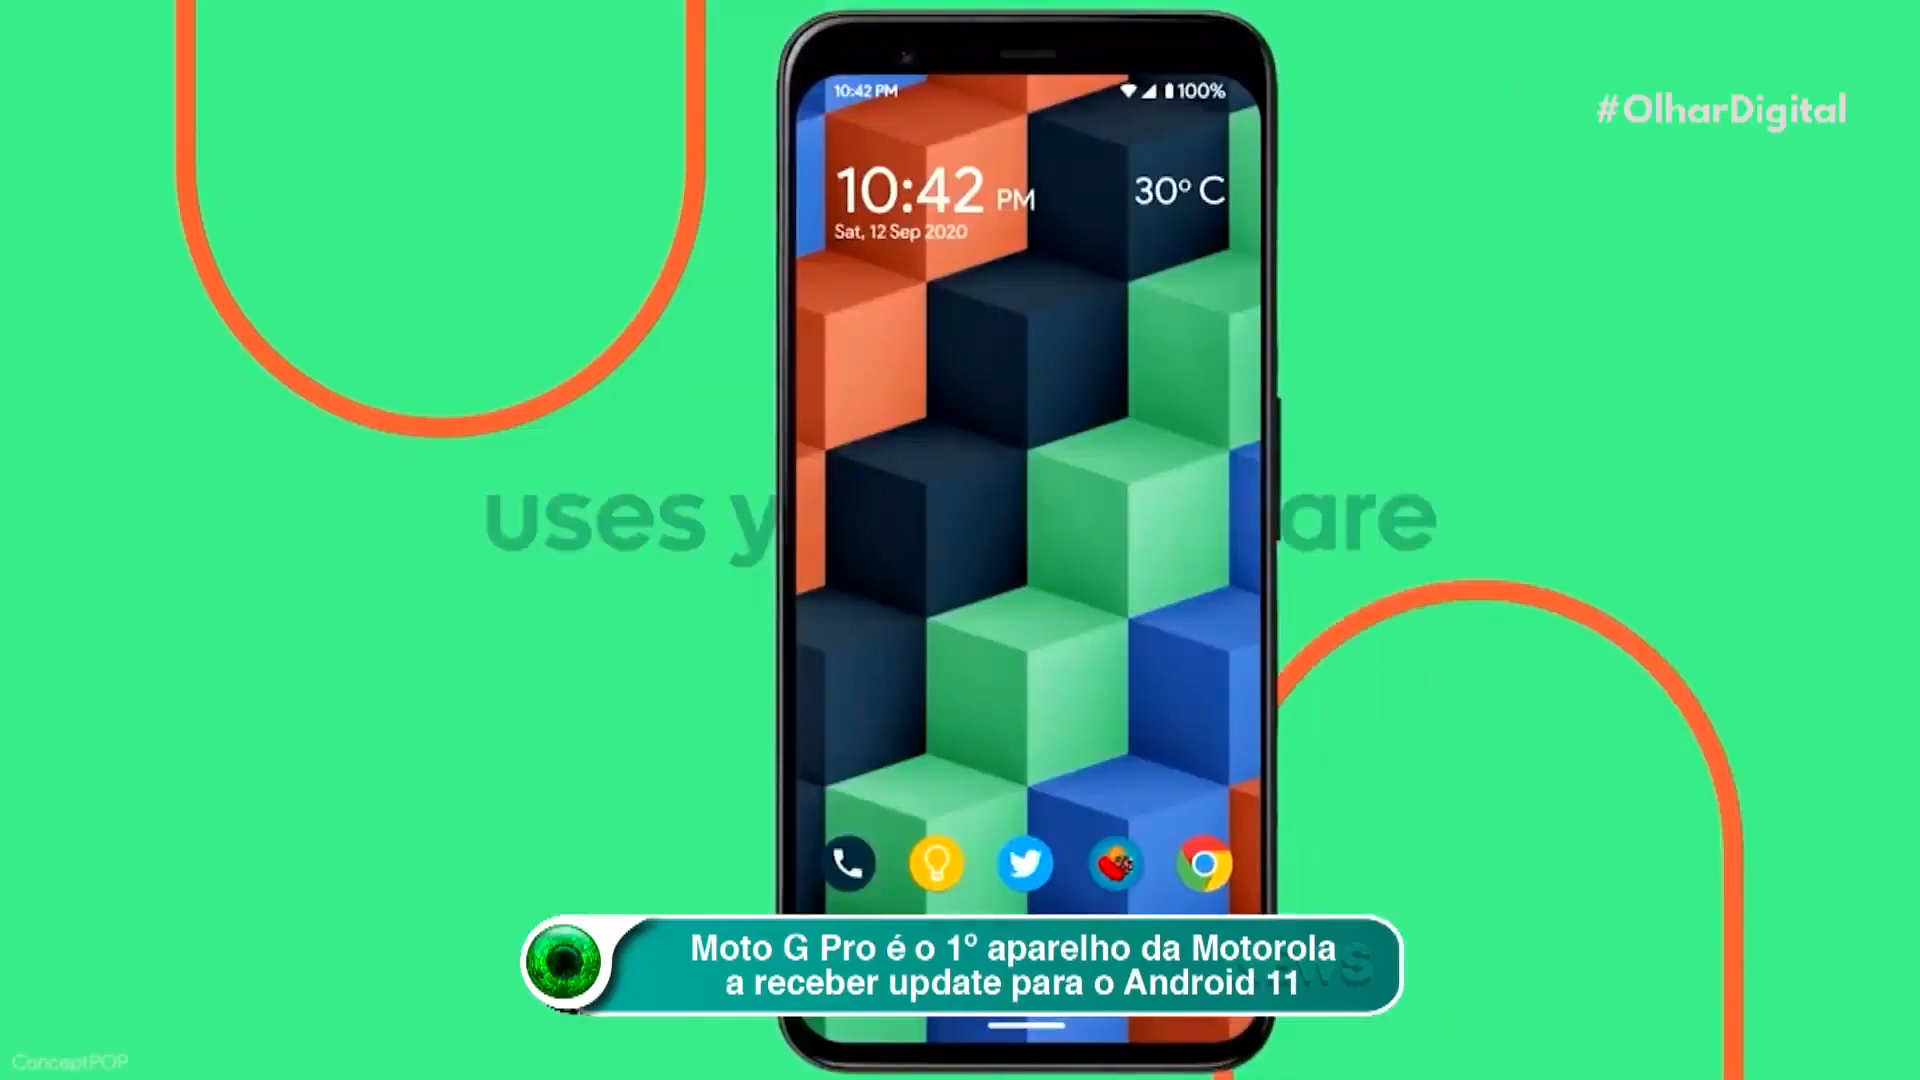 10:42 PM
100%
#OlharDigital
10:42 PM
30º C
Sat, 12 Sep 2020
uses
are
Moto G Pro é o 1º aparelho da Motorola
a receber update para o Android 11
ConceptPOP